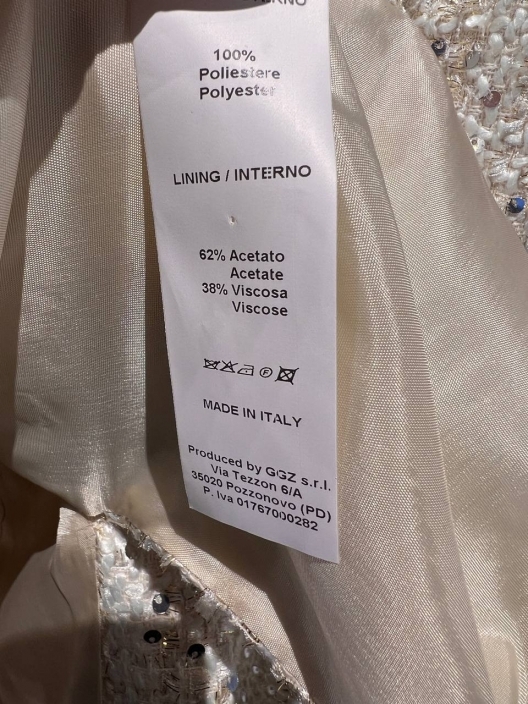 100%
Poliestere
Polyester
LINING / INTERNO
62% Acetato
Acetate
38% Viscosa
Viscose
MADE IN ITALY
Produced by GGZ s.r.l.
Via Tezzon 6/A
35020 Pozzonovo (PD)
P. Iva 01767000282